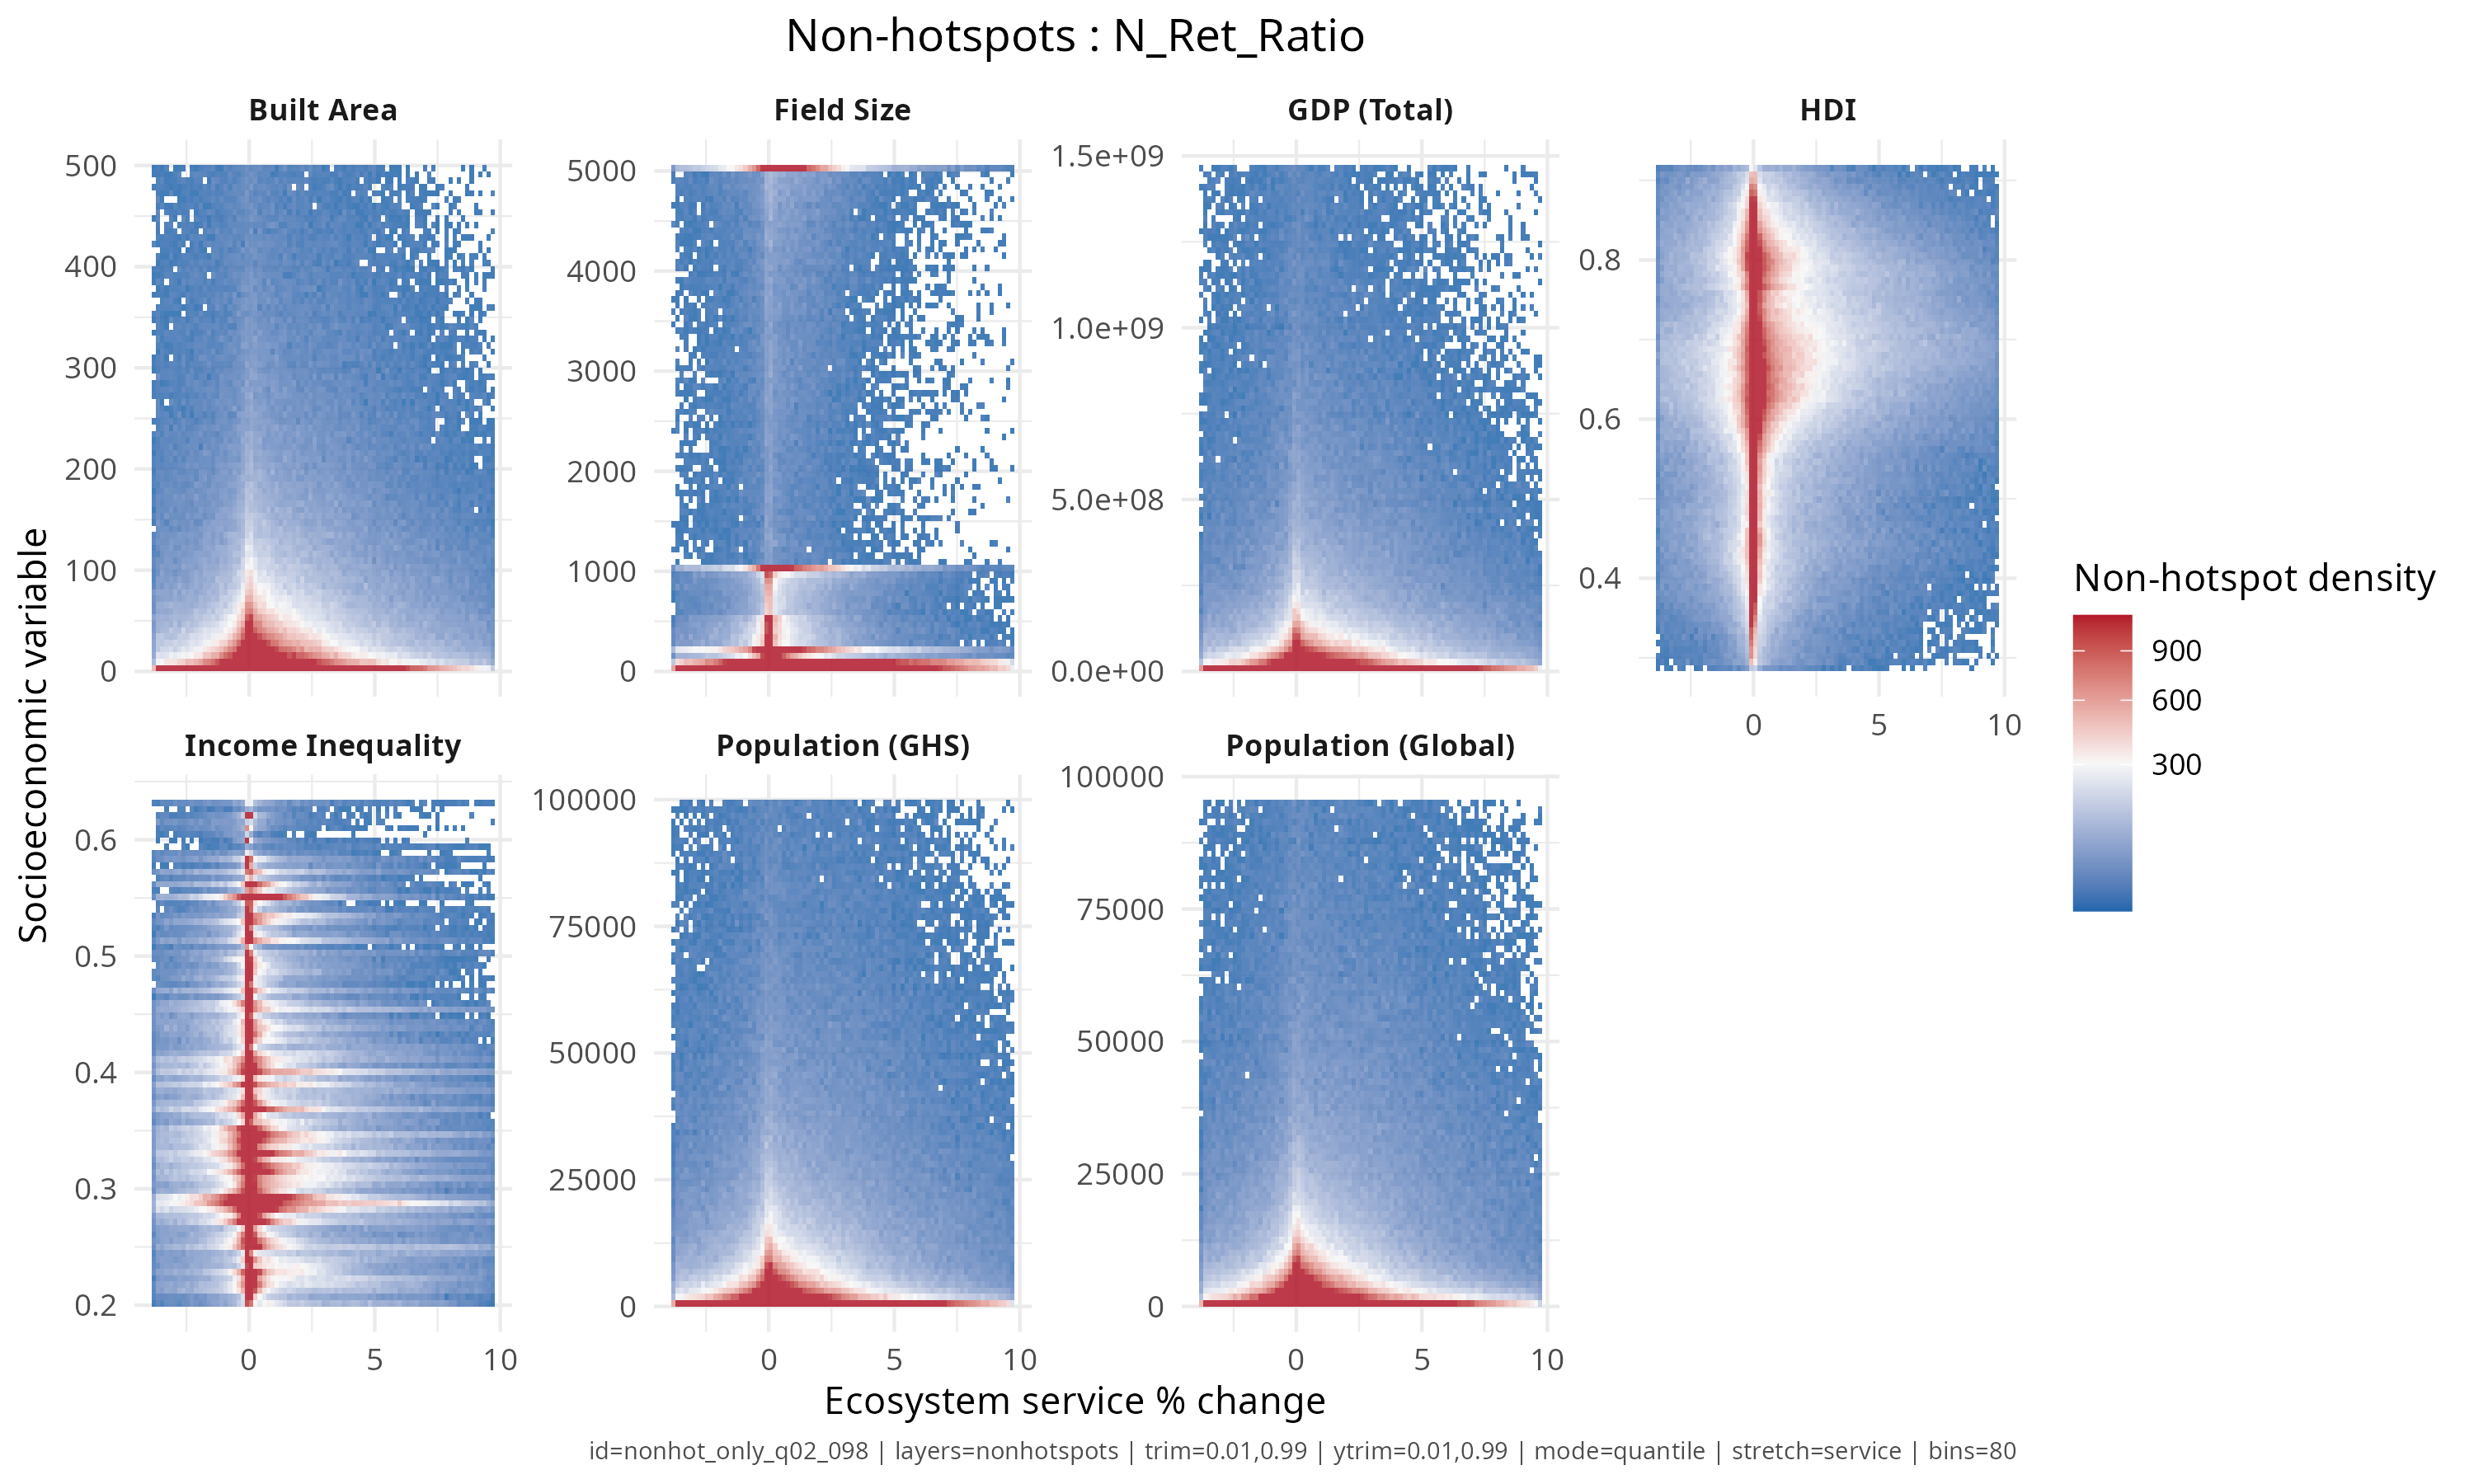 Non-hotspots : N_Ret_Ratio
Built Area
Field Size
GDP (Total)
HDI
500
400
300
200
100
0
5000
4000
3000
2000
1000
0
1.5e+09
1.0e+09
5.0e+08
0.0e+00
0.8
0.6
0.4
0
5
10
Socioeconomic variable
Non-hotspot density
900
600
300
Income Inequality
Population (GHS)
Population (Global)
0.6
0.5
0.4
0.3
0.2
100000
75000
50000
25000
0
100000
75000
50000
25000
0
0
5
10
0
5
10
0
5
10
Ecosystem service % change
id=nonhot_only_q02_098 | layers=nonhotspots | trim=0.01,0.99 | ytrim=0.01,0.99 | mode=quantile | stretch=service | bins=80